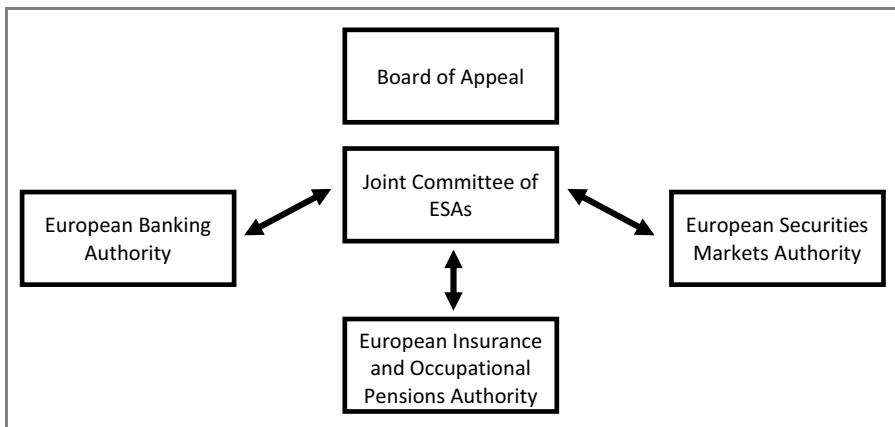 Board of Appeal
Joint Committee of
ESAs
European Banking
Authority
European Securities
Markets Authority
European Insurance
and Occupational
Pensions Authority